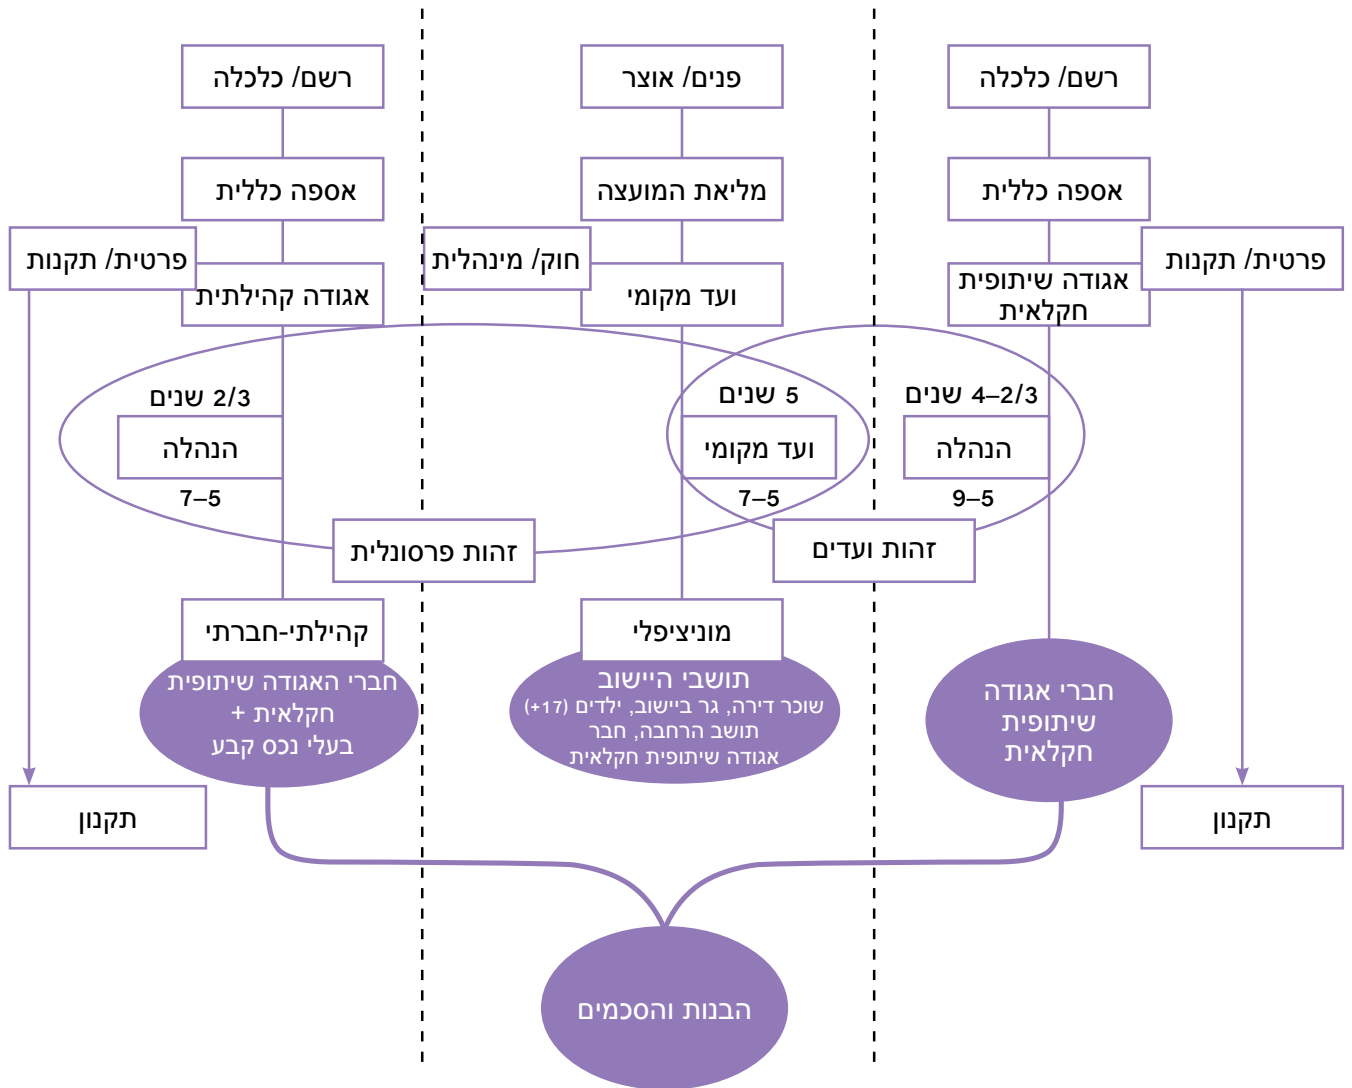 רשם/ כלכלה
אספה כללית
פרטית/ תקנות
אגודה שיתופית
חקלאית
4–2/3 שנים
הנהלה
9–5
חברי אגודה
שיתופית
חקלאית
תקנון
פנים/ אוצר
מליאת המועצה
חוק/ מינהלית
ועד מקומי
5 שנים
ועד מקומי
7–5
זהות ועדים
מוניציפלי
תושבי היישוב
שוכר דירה, גר ביישוב, ילדים (17+)
תושב הרחבה, חבר
אגודה שיתופית חקלאית
רשם/ כלכלה
אספה כללית
אגודה קהילתית
פרטית/ תקנות
2/3 שנים
הנהלה
7–5
זהות פרסונלית
קהילתי-חברתי
חברי האגודה שיתופית
חקלאית +
בעלי נכס קבע
תקנון
הבנות והסכמים